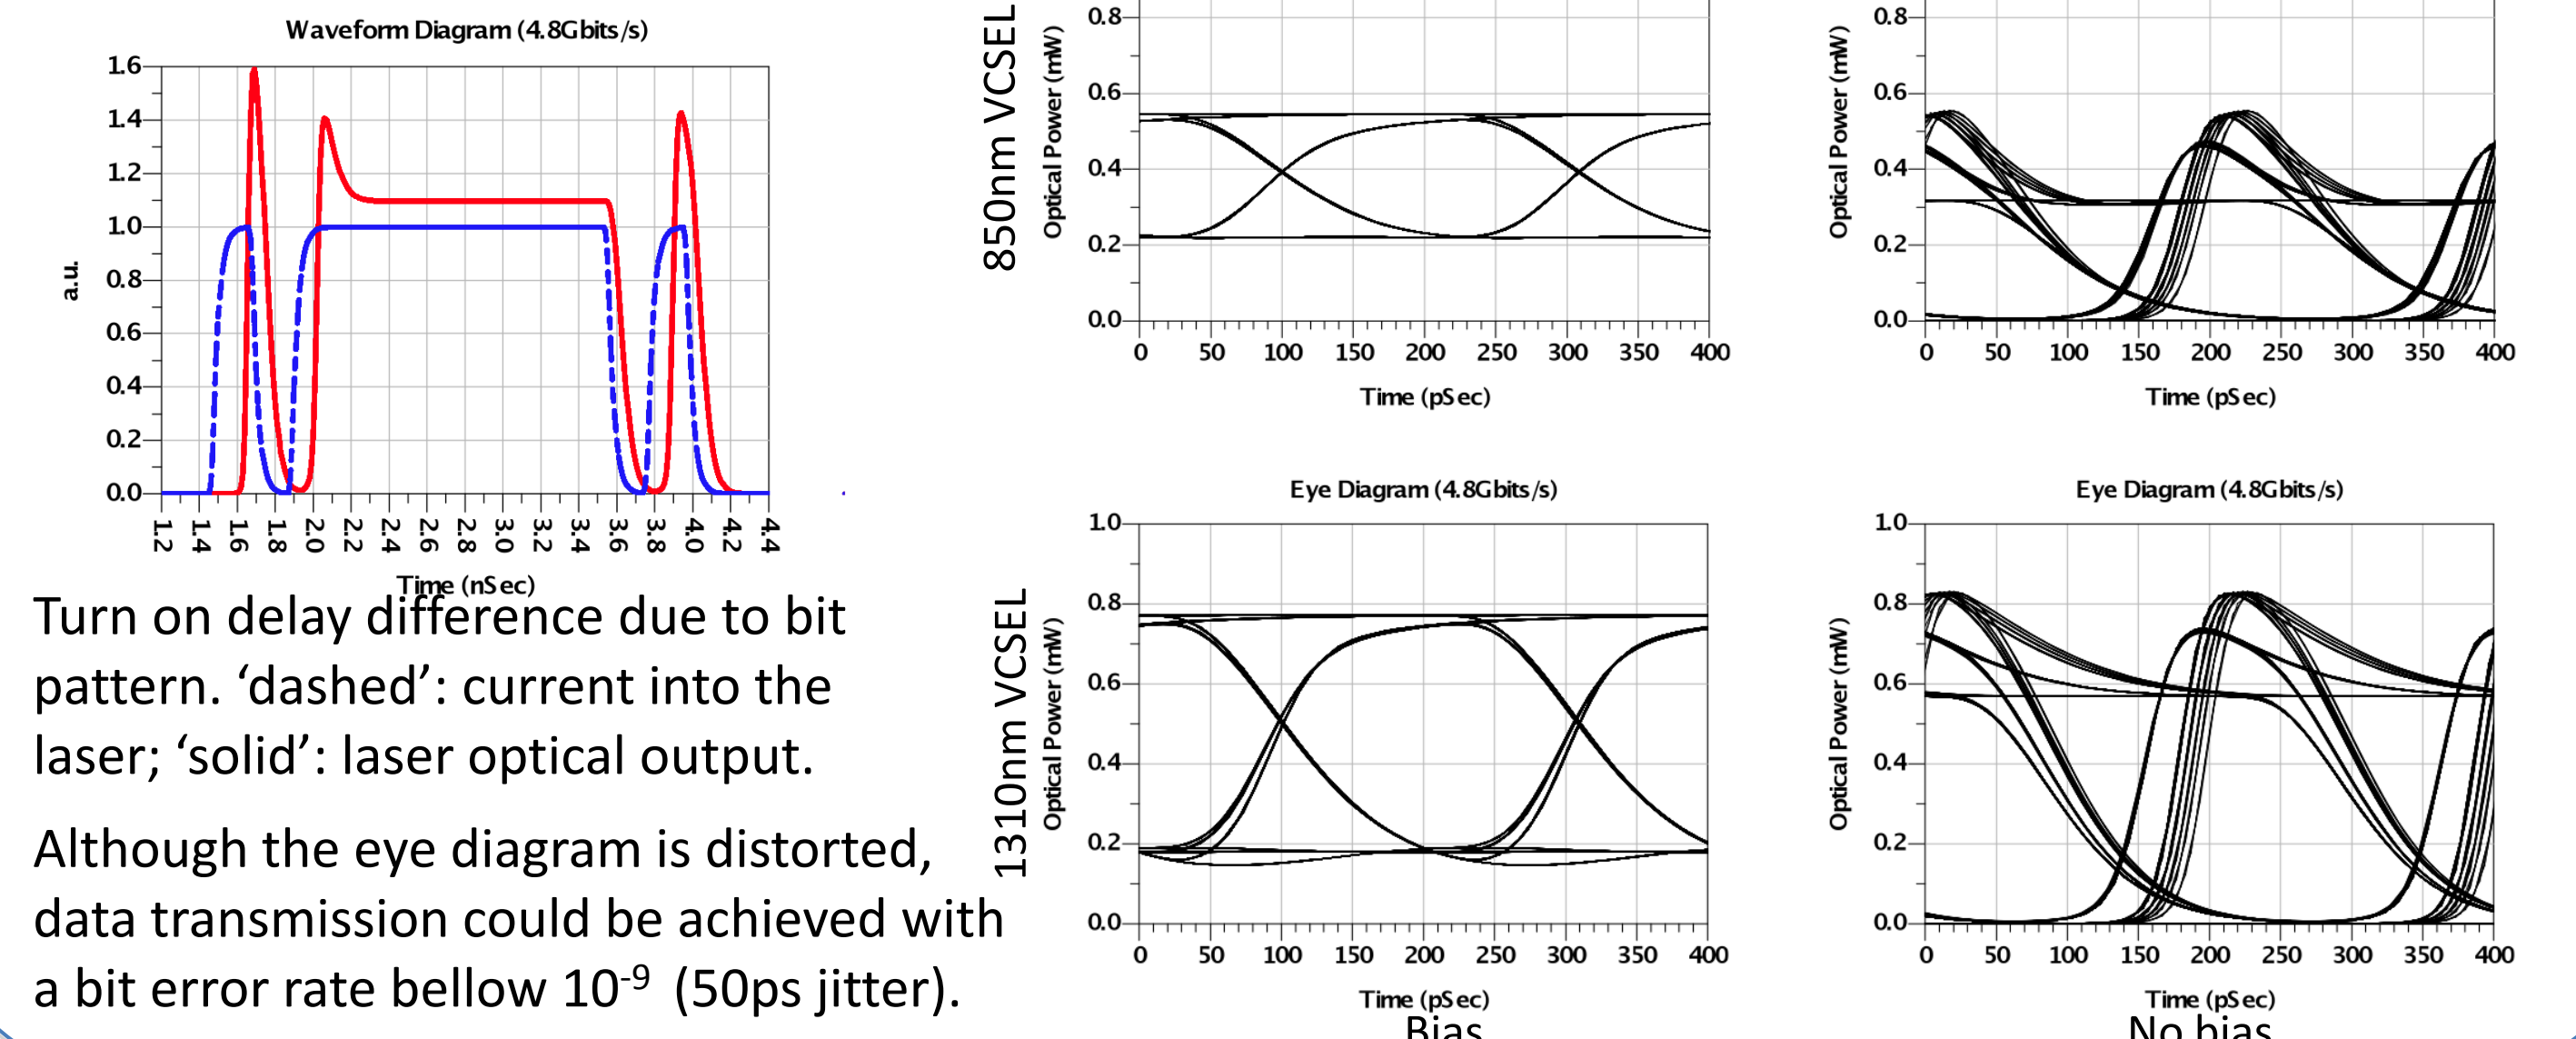 Waveform Diagram (4.8Gbits/s)
1.6
1.4
1.2
1.0
0.8
0.6
0.4
0.2
0.0
a.u.
1.2 1.4 1.6 1.8 2.0 2.2 2.4 2.6 2.8 3.0 3.2 3.4 3.6 3.8 4.0 4.2 4.4
Time (nSec)
Turn on delay difference due to bit
pattern. ‘dashed’: current into the
laser; ‘solid’: laser optical output.
Although the eye diagram is distorted,
data transmission could be achieved with
a bit error rate bellow 10-9 (50ps jitter).
850nm VCSEL
Optical Power (mW)
0.8
0.6
0.4
0.2
0.0
0 50 100 150 200 250 300 350 400
Time (pSec)
Optical Power (mW)
0.8
0.6
0.4
0.2
0.0
0 50 100 150 200 250 300 350 400
Time (pSec)
1310nm VCSEL
Eye Diagram (4.8Gbits/s)
Optical Power (mW)
1.0
0.8
0.6
0.4
0.2
0.0
0 50 100 150 200 250 300 350 400
Time (pSec)
Bias
Eye Diagram (4.8Gbits/s)
Optical Power (mW)
1.0
0.8
0.6
0.4
0.2
0.0
0 50 100 150 200 250 300 350 400
Time (pSec)
No bias